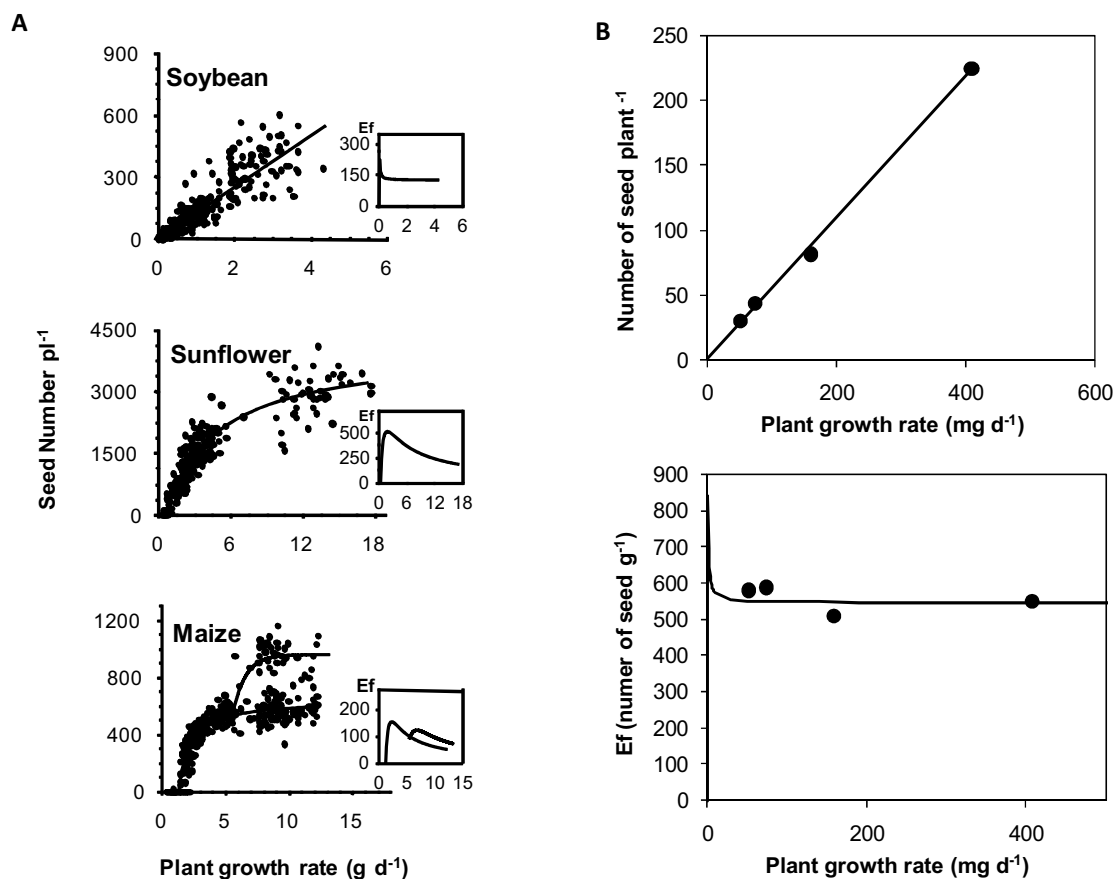 A
Soybean
900
600
300
0
0 2 4 6
Ef
300
150
0
0 2 4 6
Seed Number pl-1
Sunflower
4500
3000
1500
0
0 6 12 18
Ef
500
250
0
0 6 12 18
Maize
1200
800
400
0
0 5 10 15
Ef
200
100
0
0 5 10 15
Plant growth rate (g d-1)
B
Number of seed plant -1
250
200
150
100
50
0
0 200 400 600
Plant growth rate (mg d-1)
Ef (numer of seed g-1)
900
800
700
600
500
400
300
200
100
0
0 200 400
Plant growth rate (mg d-1)